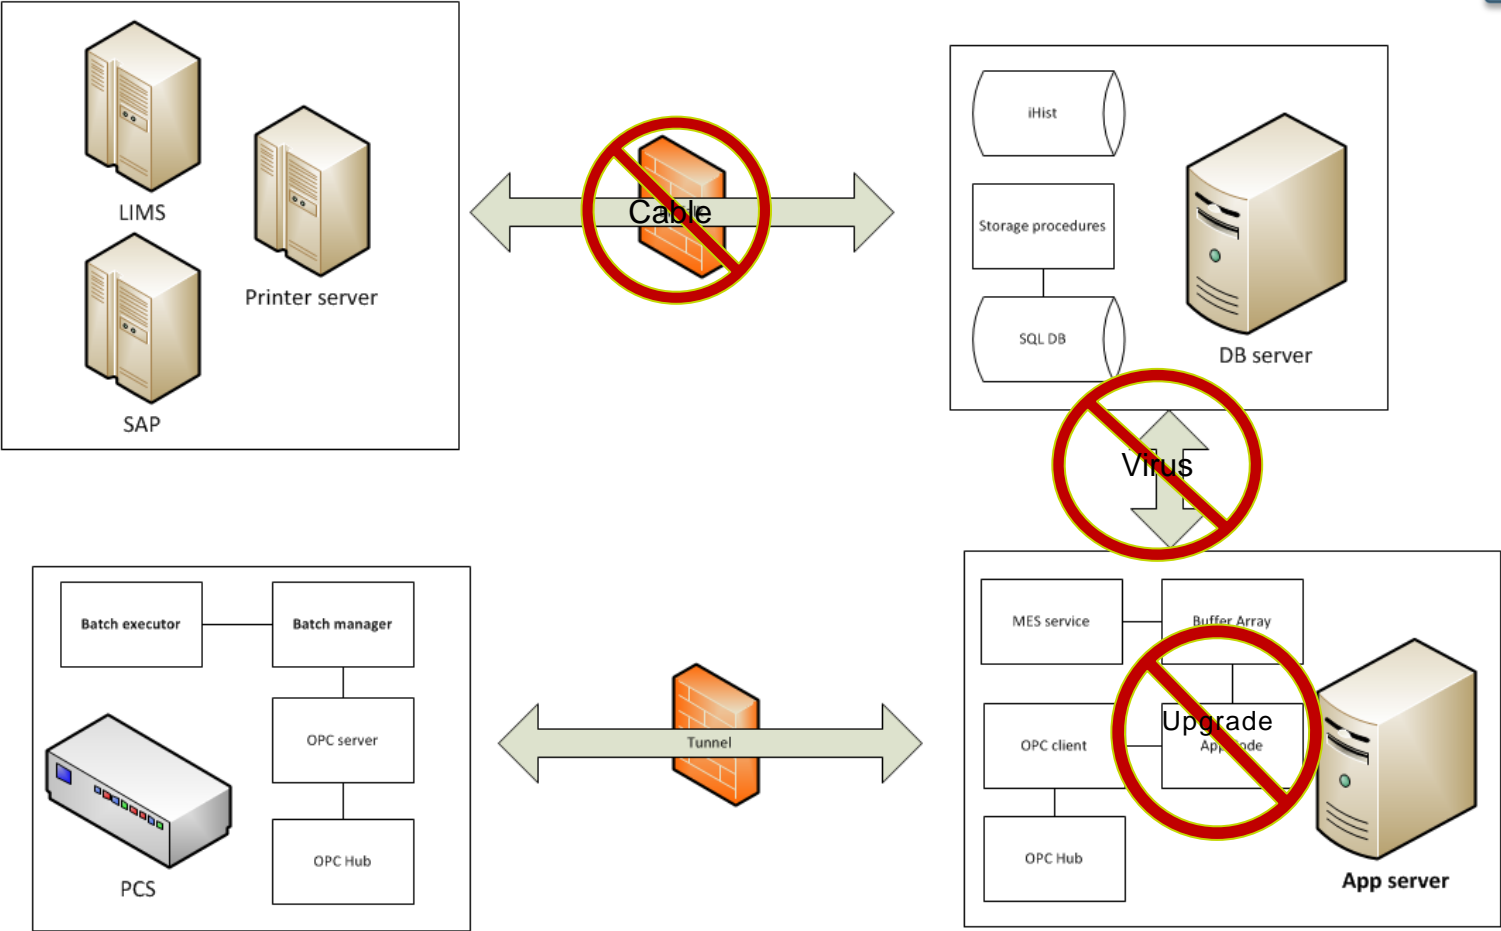 LIMS
Printer server
SAP
Cable
iHist
Storage procedures
SQL DB
DB server
Virus
Batch executor
Batch manager
OPC server
OPC Hub
PCS
Tunnel
MES service
Buffer Array
Upgrade
OPC client
OPC Hub
App server